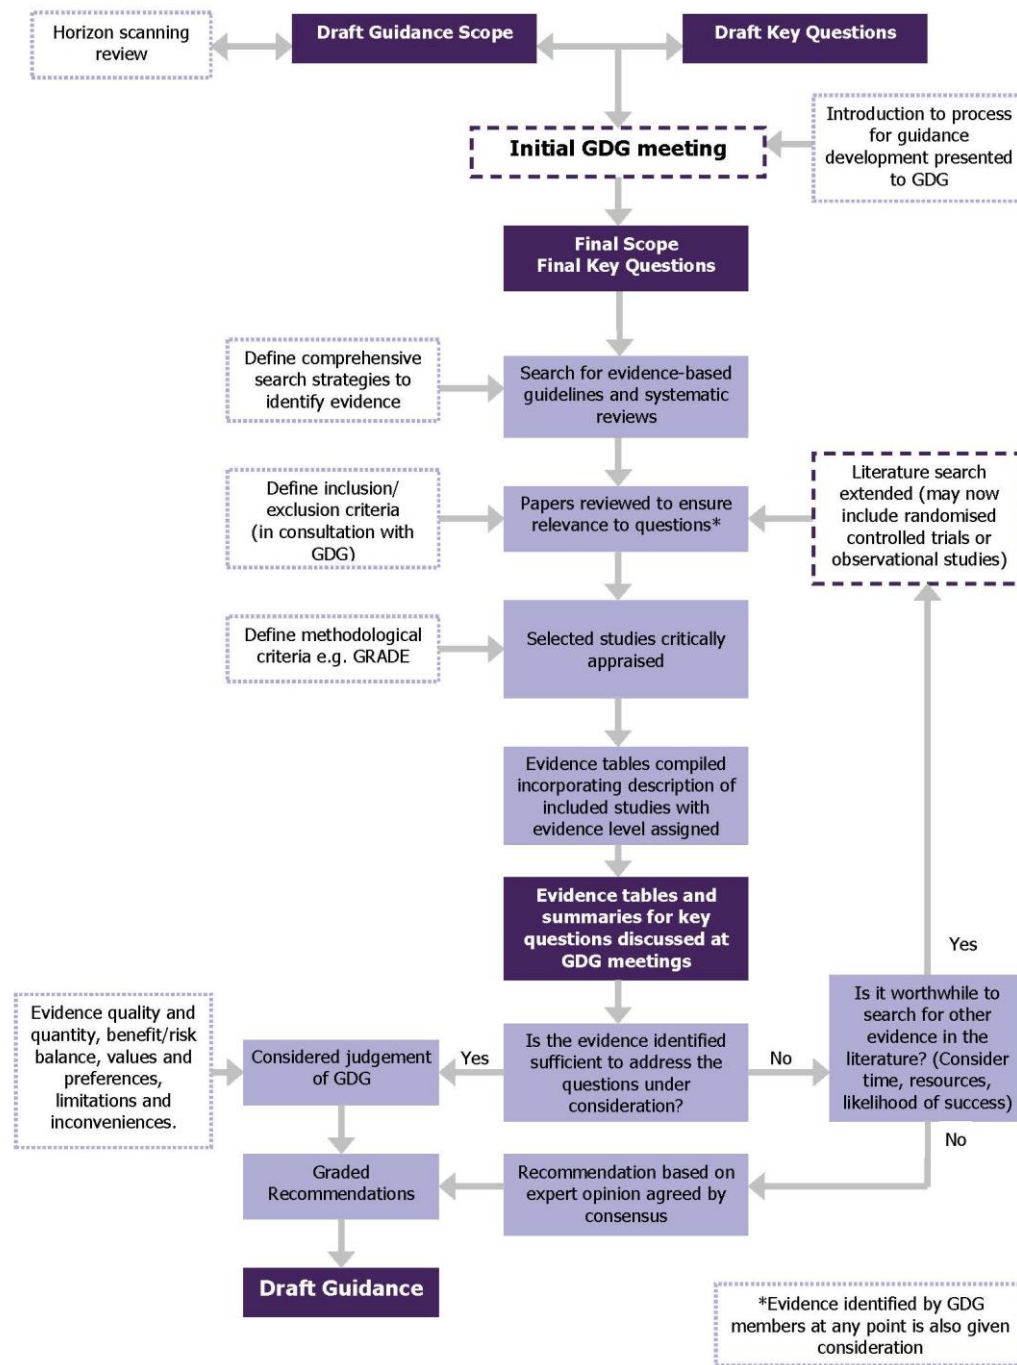 Horizon scanning
review
Draft Guidance Scope
Draft Key Questions
Introduction to process
for guidance
development presented
to GDG
Initial GDG meeting
Final Scope
Final Key Questions
Define comprehensive
search strategies to
identify evidence
Search for evidence-based
guidelines and systematic
reviews
Define inclusion/
exclusion criteria
(in consultation with
GDG)
Papers reviewed to ensure
relevance to questions*
Literature search
extended (may now
include randomised
controlled trials or
observational studies)
Define methodological
criteria e.g. GRADE
Selected studies critically
appraised
Evidence tables compiled
incorporating description of
included studies with
evidence level assigned
Evidence tables and
summaries for key
questions discussed at
GDG meetings
Yes
Evidence quality and
quantity, benefit/risk
balance, values and
preferences,
limitations and
inconveniences.
Considered judgement
of GDG
Yes
Is the evidence identified
sufficient to address the
questions under
consideration?
No
Is it worthwhile to
search for other
evidence in the
literature? (Consider
time, resources,
likelihood of success)
No
Graded
Recommendations
Recommendation based on
expert opinion agreed by
consensus
Draft Guidance
*Evidence identified by GDG
members at any point is also given
consideration